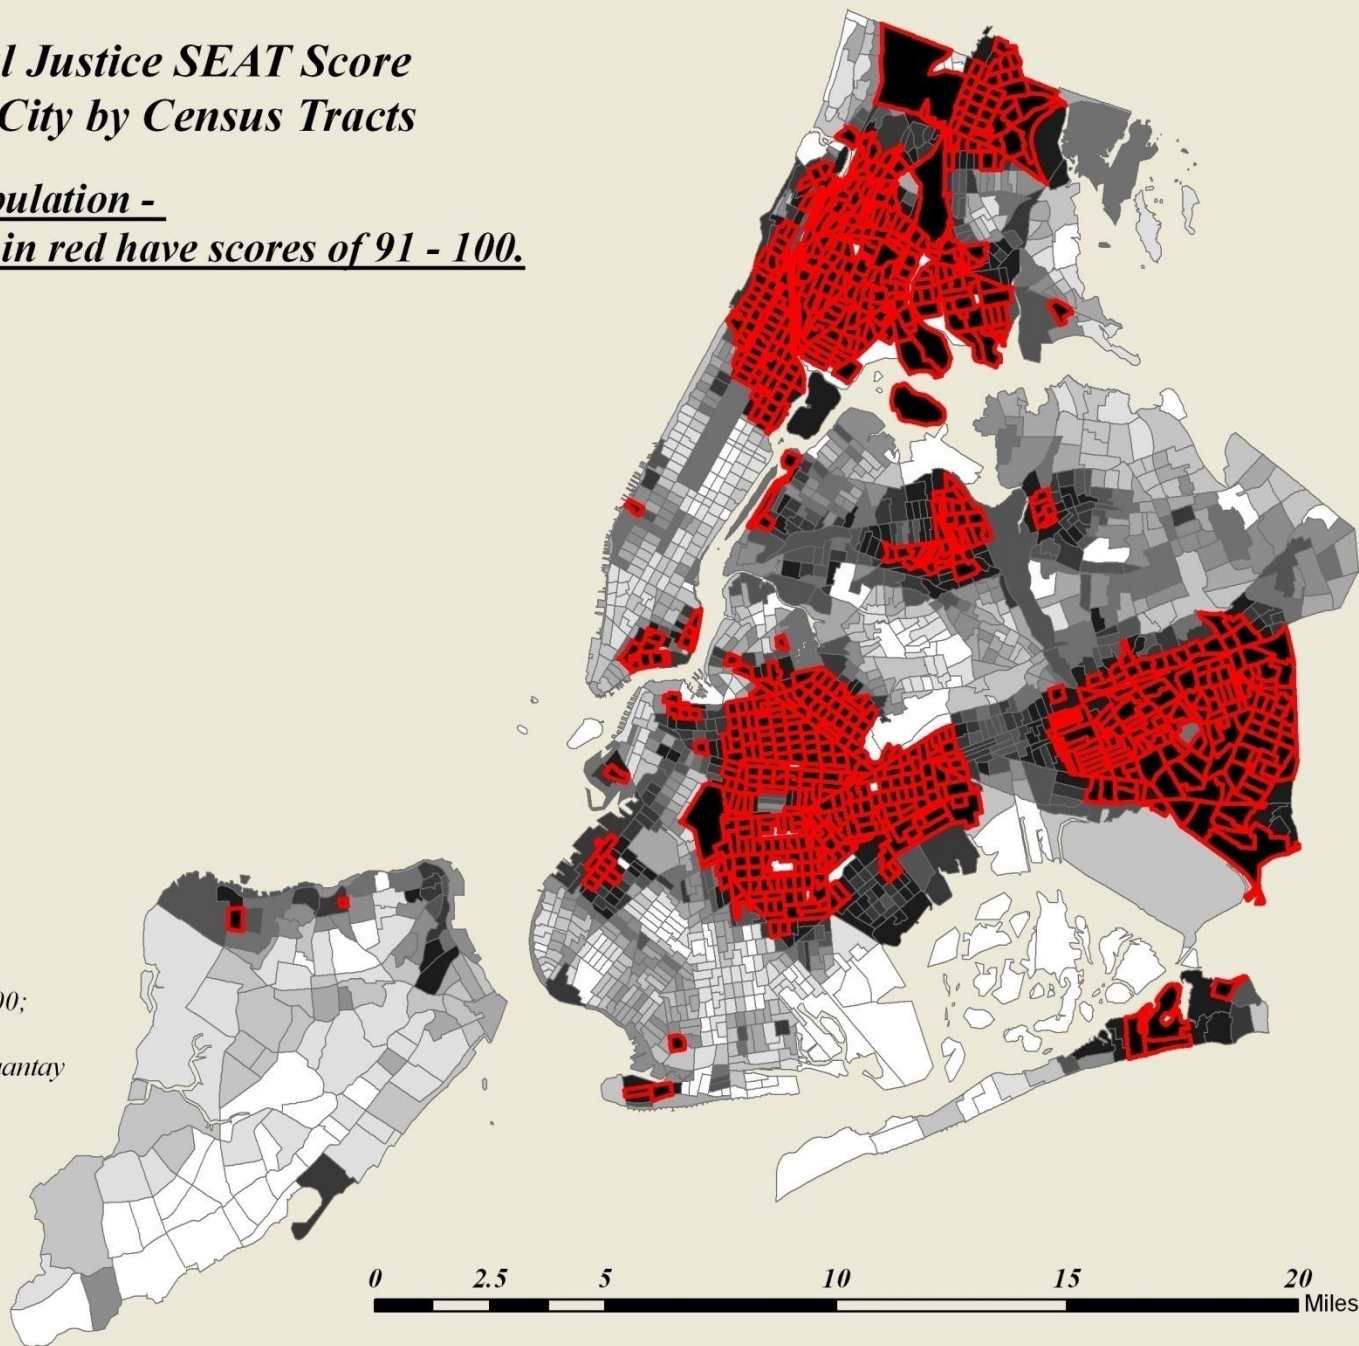 l Justice SEAT Score
City by Census Tracts
pulation -
in red have scores of 91 - 100.
00;
antay
0 2.5 5 10 15 20
Miles